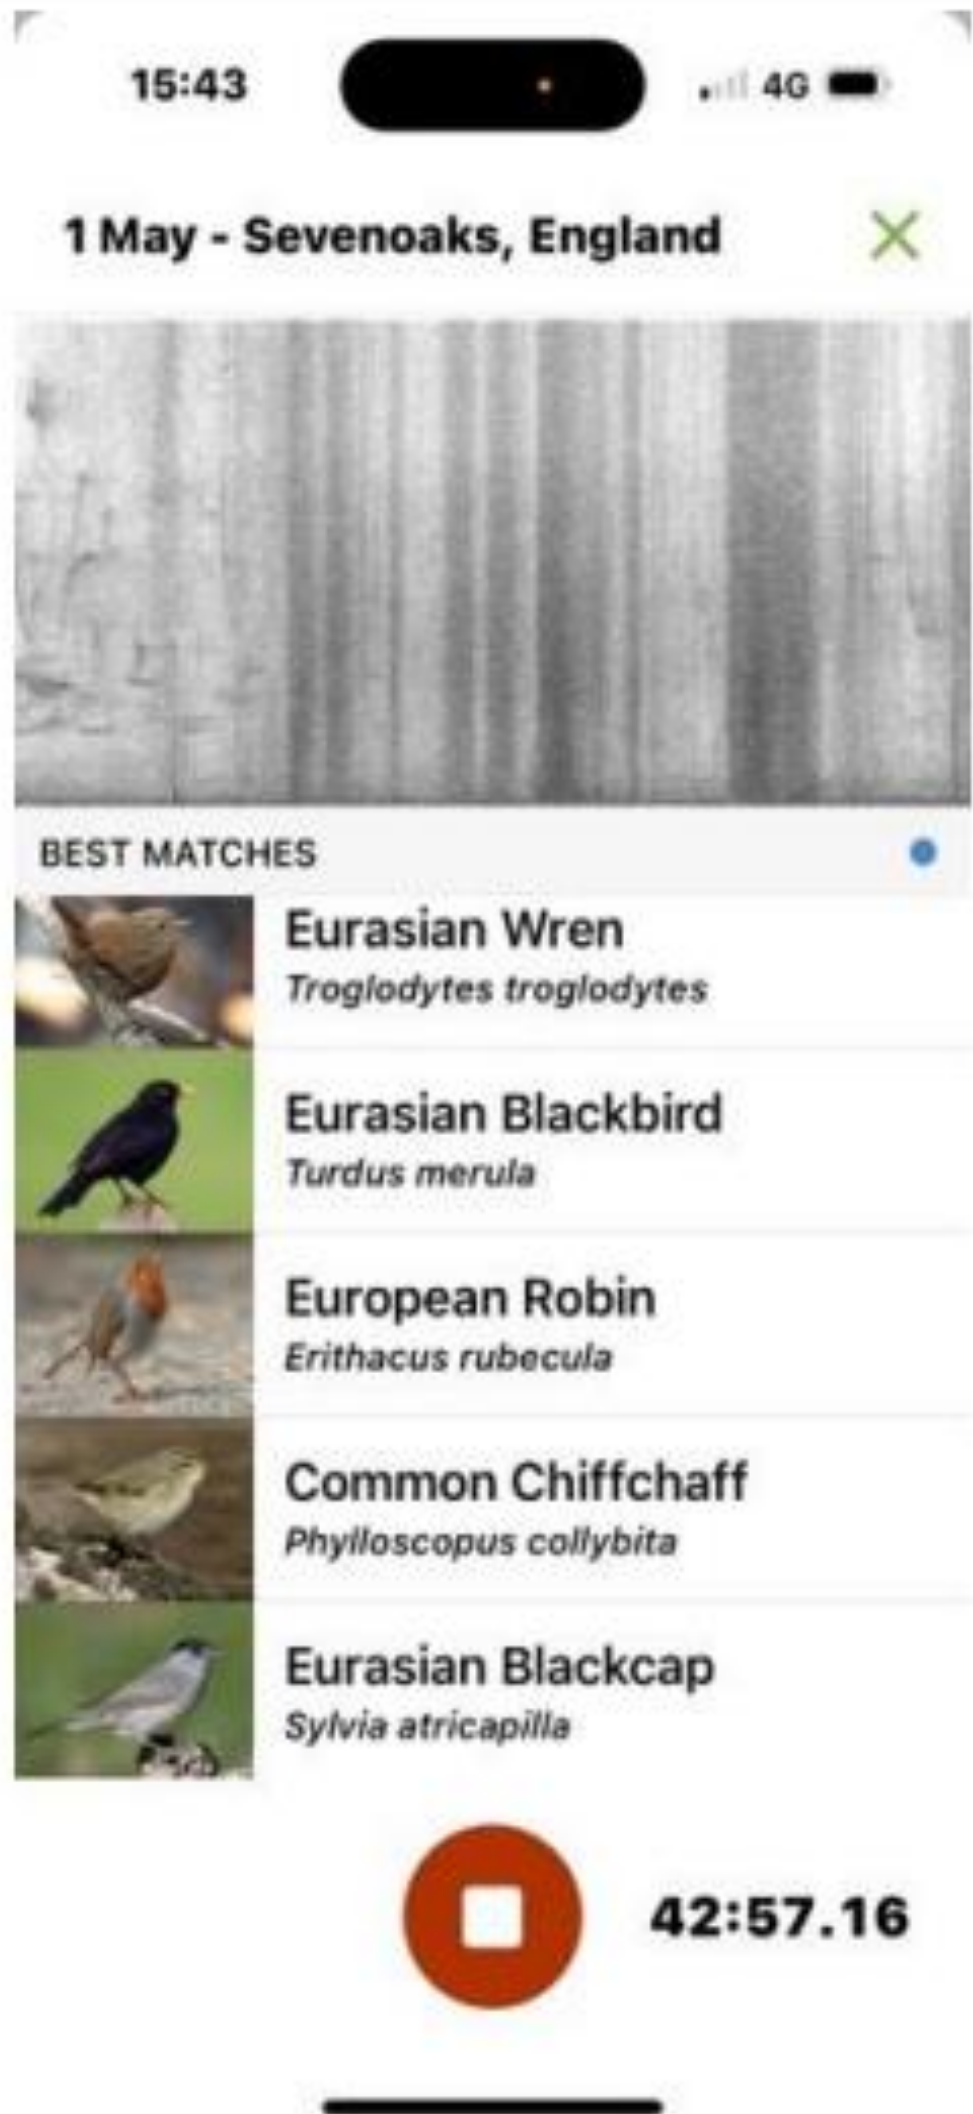 15:43
4G
1 May - Sevenoaks, England
BEST MATCHES
Eurasian Wren
Troglodytes troglodytes
Eurasian Blackbird
Turdus merula
European Robin
Erithacus rubecula
Common Chiffchaff
Phylloscopus collybita
Eurasian Blackcap
Sylvia atricapilla
42:57.16